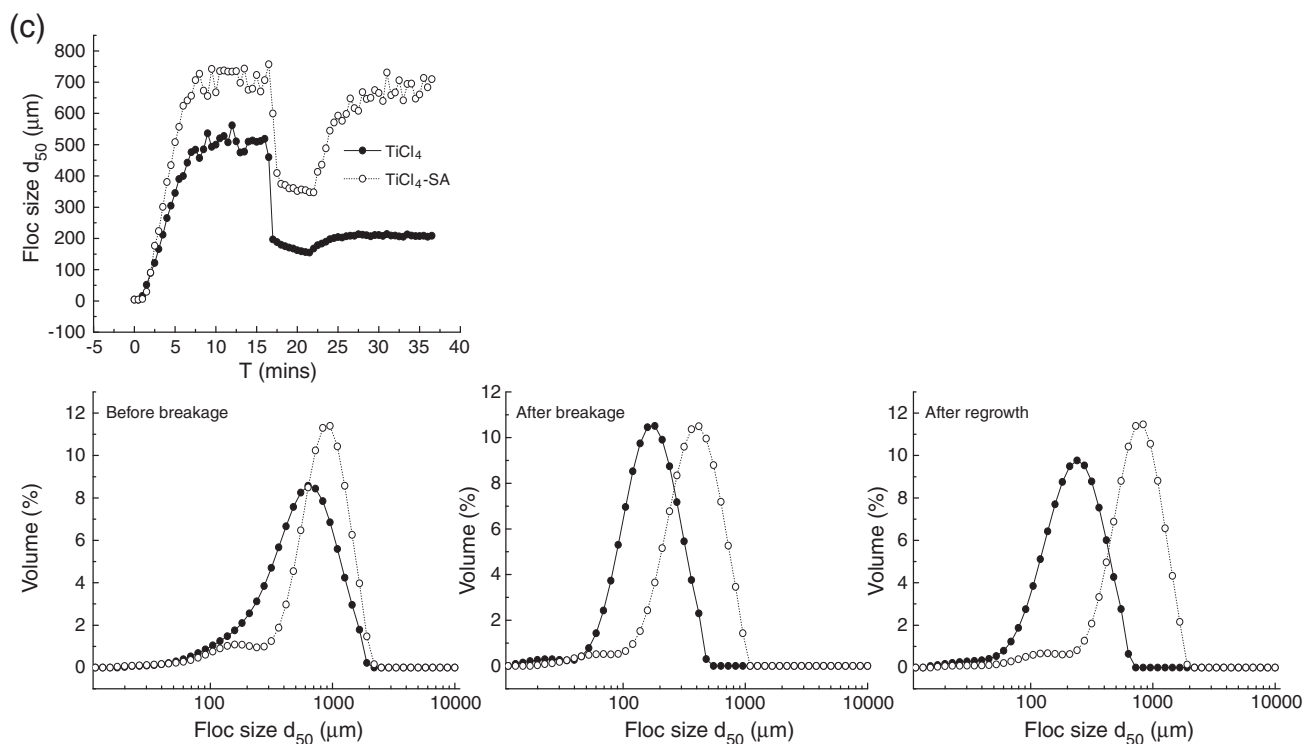 (c)
800
700
600
500
400
300
200
100
0
-100
Floc size d50 (μm)
TiCl4
TiCl4-SA
-5 0 5 10 15 20 25 30 35 40
T (mins)
Before breakage
12
10
8
6
4
2
0
Volume (%)
100 1000 10000
Floc size d50 (μm)
After breakage
12
10
8
6
4
2
0
Volume (%)
100 1000 10000
Floc size d50 (μm)
After regrowth
12
10
8
6
4
2
0
Volume (%)
100 1000 10000
Floc size d50 (μm)